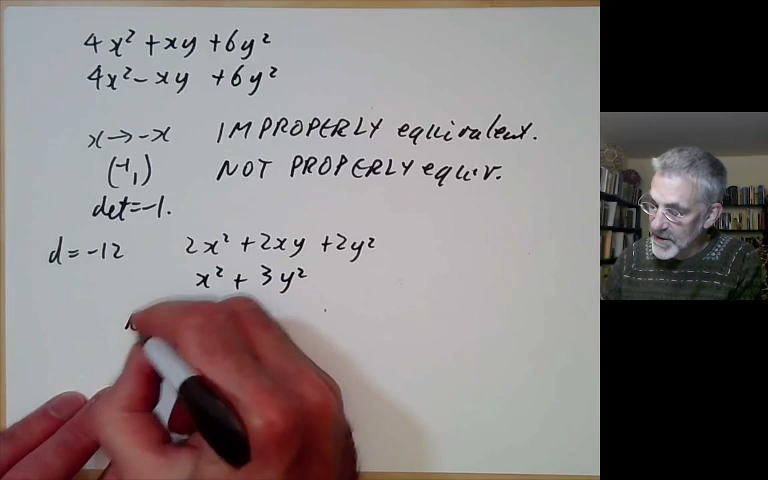 4x² + xy + 6y²
4x² - xy + 6y²
x → -x IMPROPERLY equivalent.
(-1 1) NOT PROPERLY equiv.
det = -1.
d = -12 2x² + 2xy + 2y²
x² + 3y²